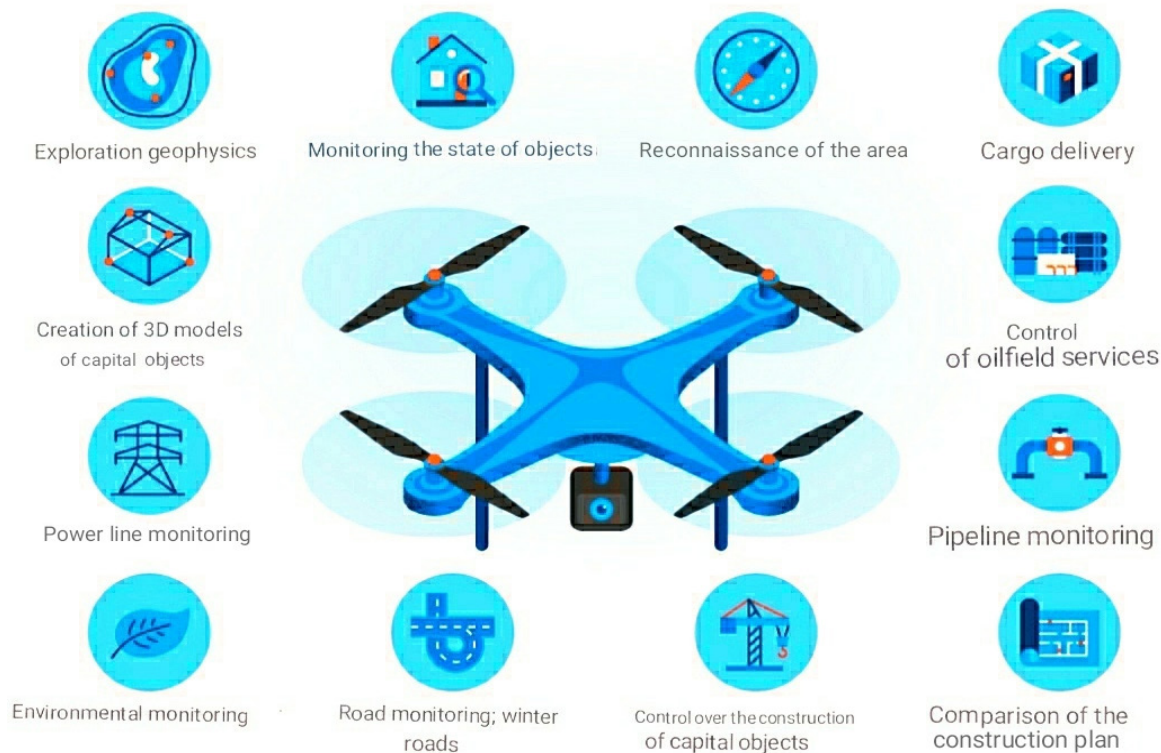 Exploration geophysics
Monitoring the state of objects
Reconnaissance of the area
Cargo delivery
Creation of 3D models
of capital objects
Control
of oilfield services
Power line monitoring
Pipeline monitoring
Environmental monitoring
Road monitoring; winter
roads
Control over the construction
of capital objects
Comparison of the
construction plan